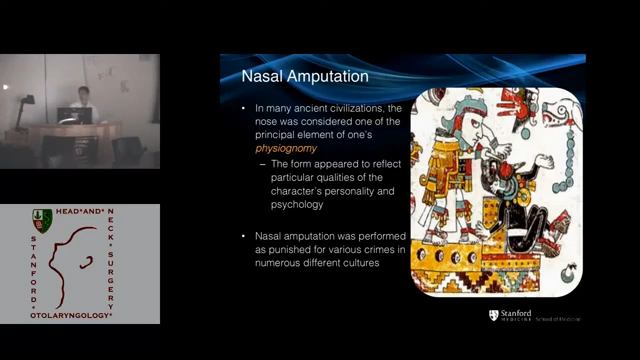 Nasal Amputation
• In many ancient civilizations, the
nose was considered one of the
principal element of one's
physiognomy
– The form appeared to reflect
particular qualities of the
character's personality and
psychology
• Nasal amputation was performed
as punished for various crimes in
numerous different cultures
Stanford
MEDICINE
School of Medicine
HEAD*AND*
NECK*SURGERY
STANFORD*
OTOLARYNGOLOGY*